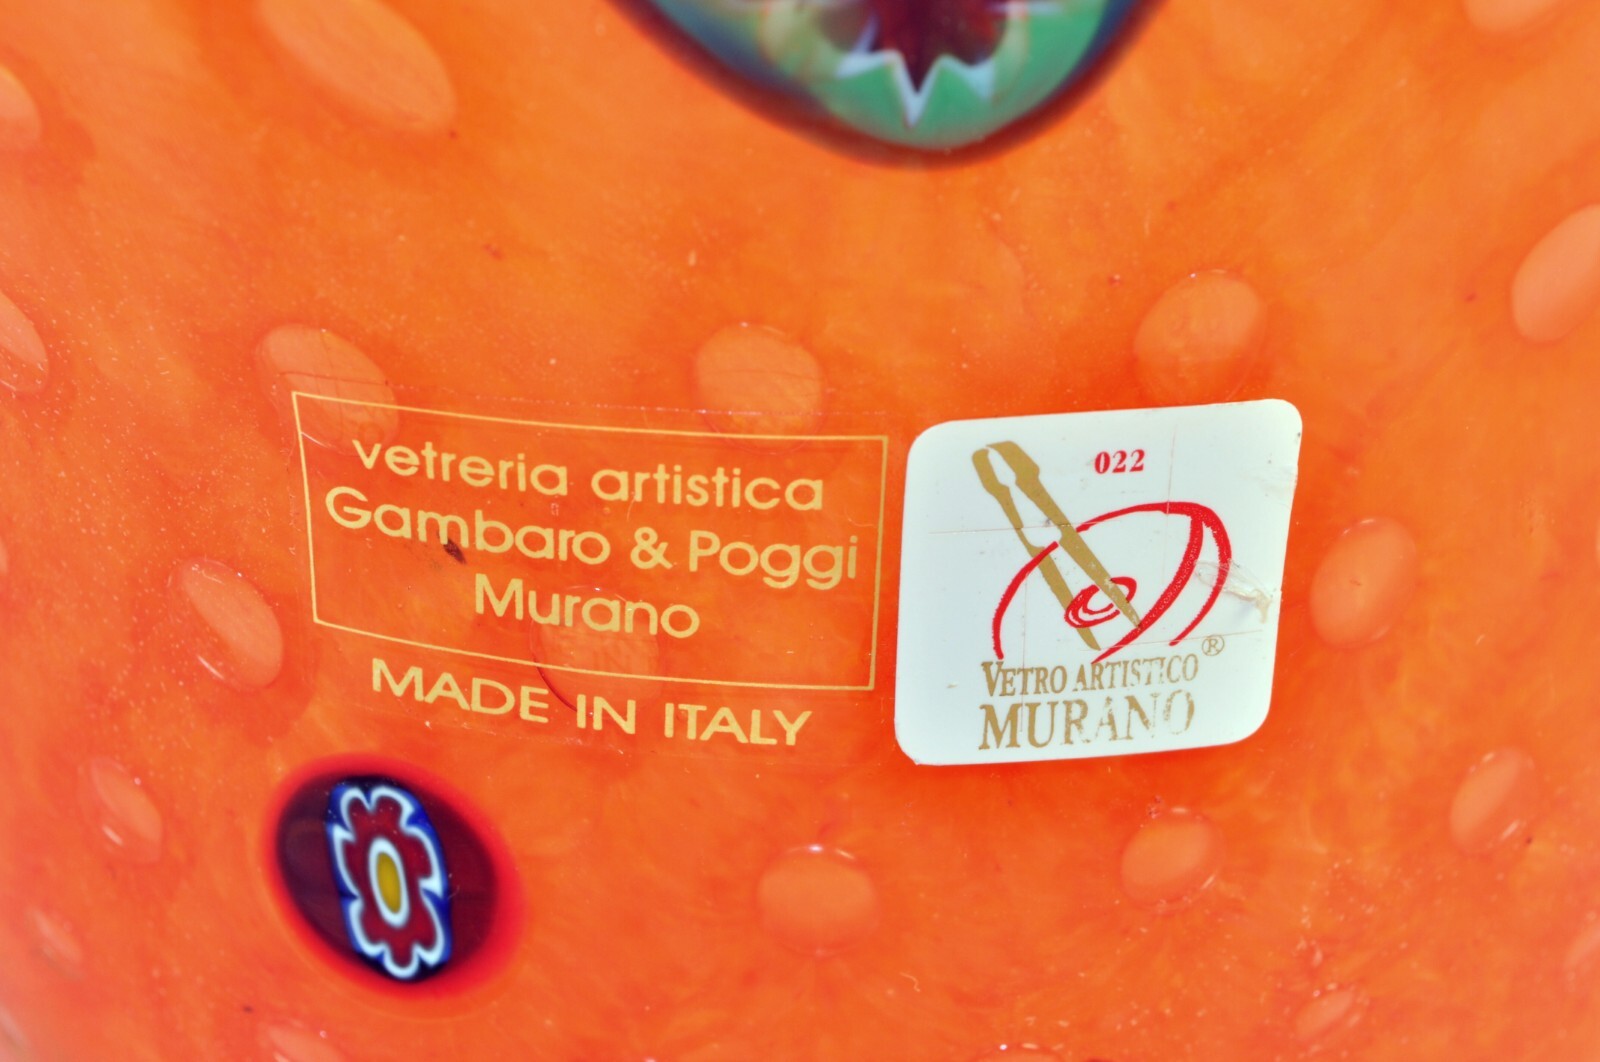 vetreria artistica
Gambaro & Poggi
Murano
MADE IN ITALY
022
VETRO ARTISTICO®
MURANO